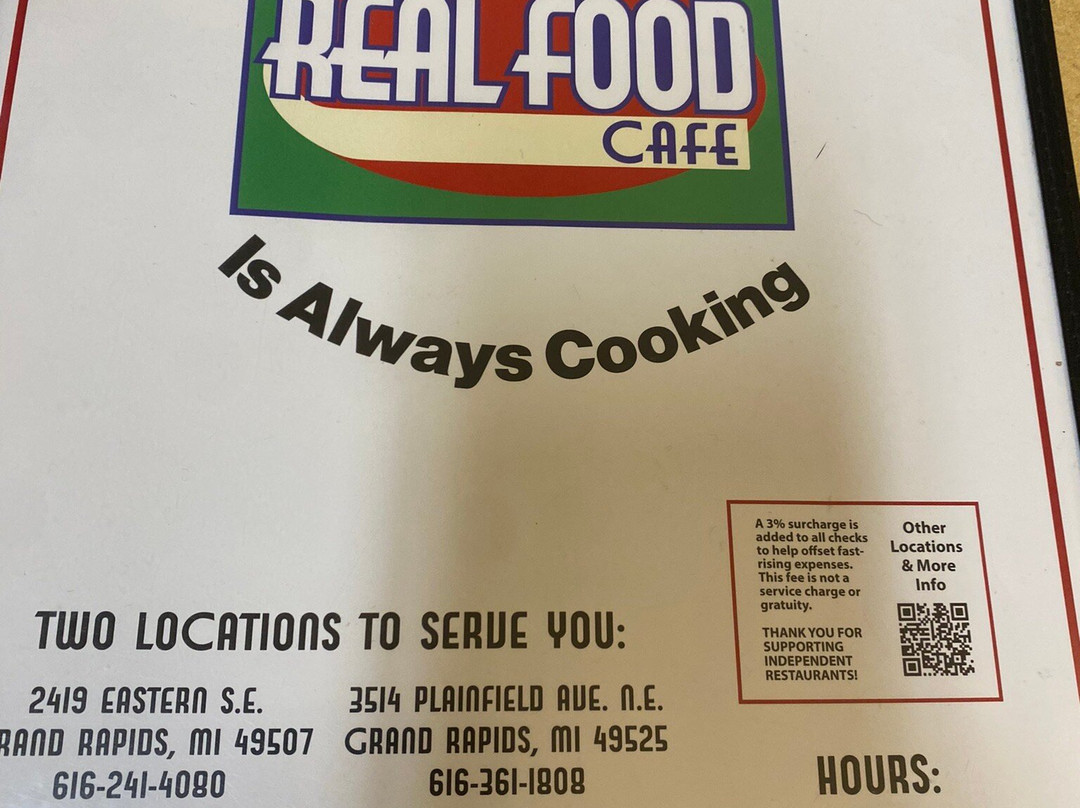 REAL FOOD
CAFE
Is Always Cooking
A 3% surcharge is
added to all checks
to help offset fast-
rising expenses.
This fee is not a
service charge or
gratuity.
THANK YOU FOR
SUPPORTING
INDEPENDENT
RESTAURANTS!
Other
Locations
& More
Info
TWO LOCATIONS TO SERVE YOU:
2419 EASTERN S.E.
RAND RAPIDS, MI 49507
616-241-4080
3514 PLAINFIELD AVE. N.E.
GRAND RAPIDS, MI 49525
616-361-1808
HOURS: